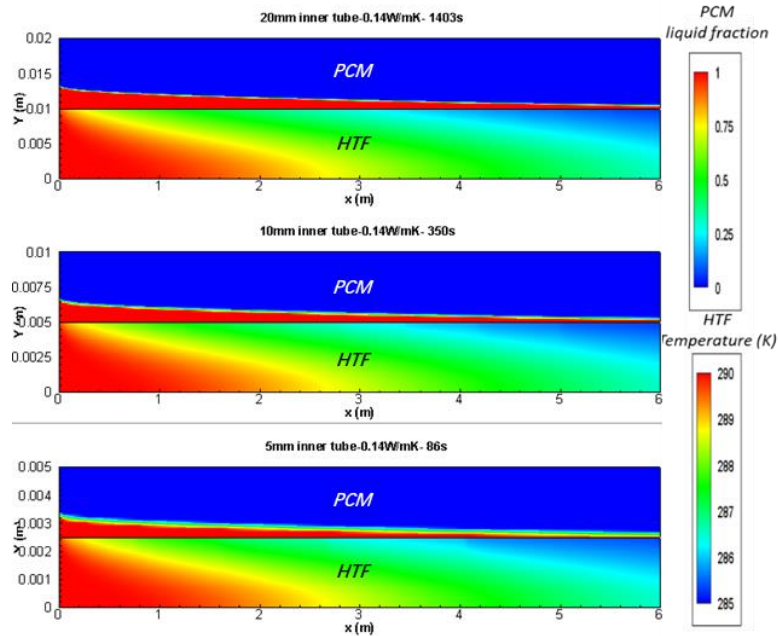 20mm inner tube-0.14W/mK- 1403s
PCM
liquid fraction
0.02
0.015
0.01
0.005
0
Y (m)
PCM
HTF
0 1 2 3 4 5 6
x (m)
1
0.75
0.5
0.25
0
10mm inner tube-0.14W/mK- 350s
0.01
0.0075
0.005
0.0025
0
Y (m)
PCM
HTF
0 1 2 3 4 5 6
x (m)
HTF
Temperature (K)
290
289
288
287
286
285
5mm inner tube-0.14W/mK- 86s
0.005
0.004
0.003
0.002
0.001
0
Y (m)
PCM
HTF
0 1 2 3 4 5 6
x (m)